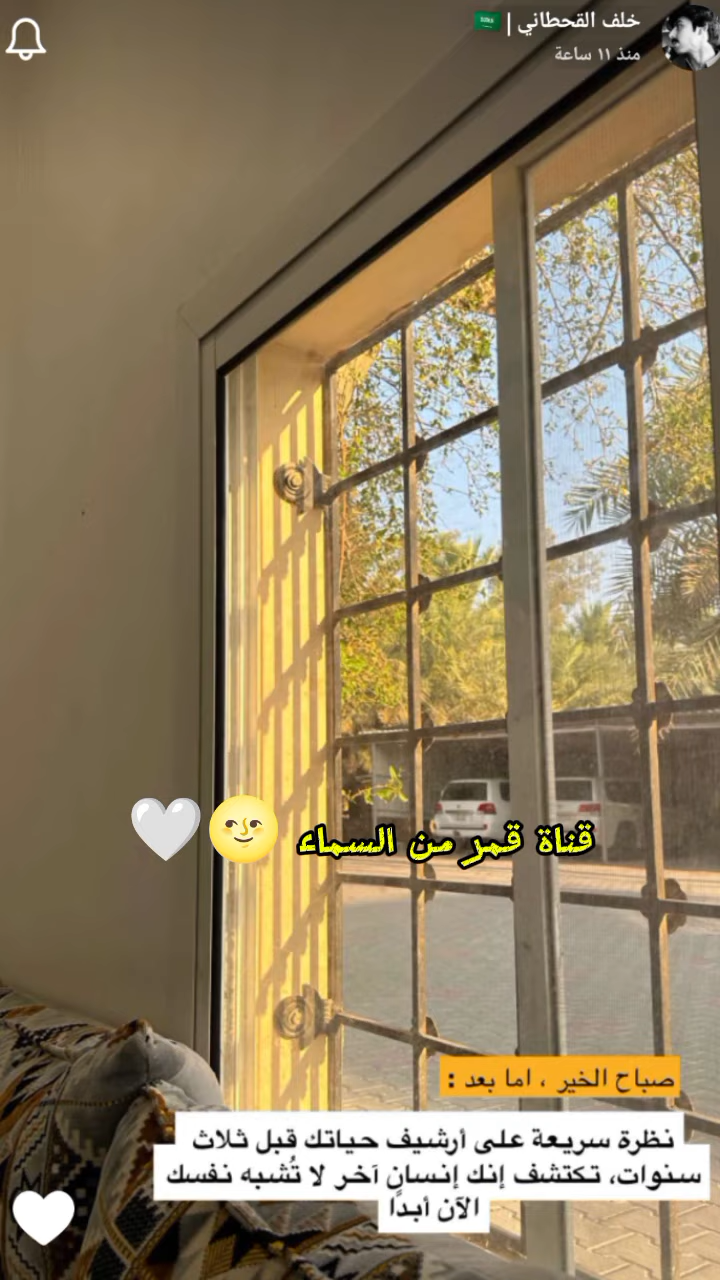 خلف القحطاني | 🇸🇦
منذ ١١ ساعة
قناة قمر من السماء 🌝🤍
صباح الخير ، اما بعد :
نظرة سريعة على أرشيف حياتك قبل ثلاث
سنوات، تكتشف إنك إنسان آخر لا تُشبه نفسك
الآن أبدًا